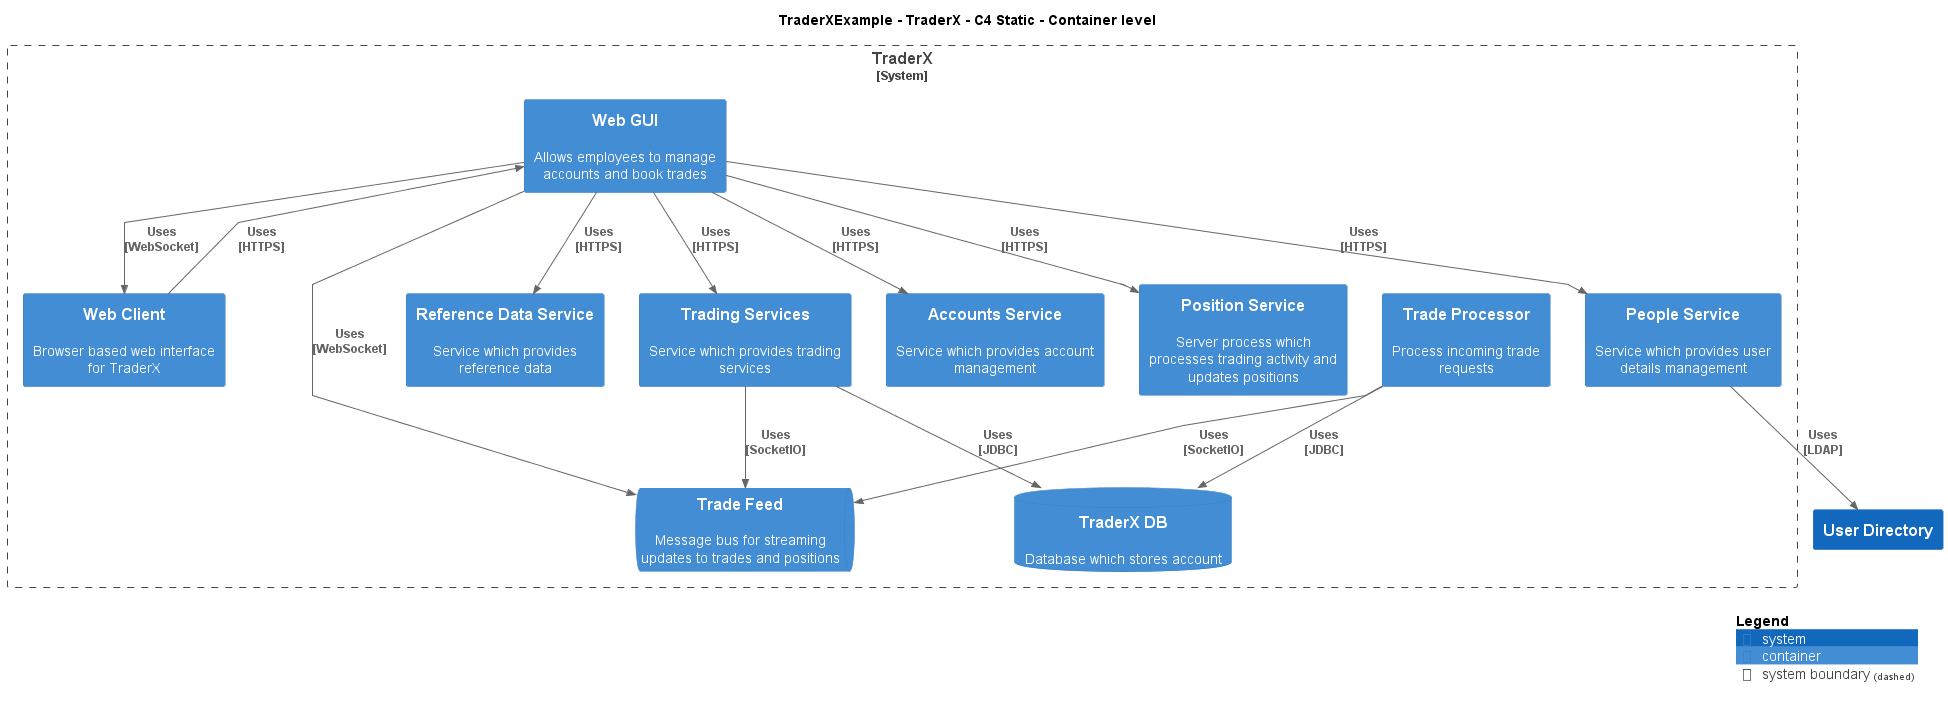 TraderXExample - TraderX - C4 Static - Container level
TraderX
[System]
Web GUI
Allows employees to manage
accounts and book trades
Uses
[WebSocket]
Uses
[HTTPS]
Uses
[HTTPS]
Uses
[HTTPS]
Uses
[HTTPS]
Uses
[HTTPS]
Uses
[HTTPS]
Web Client
Browser based web interface
for TraderX
Uses
[WebSocket]
Reference Data Service
Service which provides
reference data
Trading Services
Service which provides trading
services
Accounts Service
Service which provides account
management
Position Service
Server process which
processes trading activity and
updates positions
Trade Processor
Process incoming trade
requests
People Service
Service which provides user
details management
Uses
[SocketIO]
Uses
[JDBC]
Uses
[SocketIO]
Uses
[JDBC]
Uses
[LDAP]
Trade Feed
Message bus for streaming
updates to trades and positions
TraderX DB
Database which stores account
User Directory
Legend
system
container
system boundary (dashed)